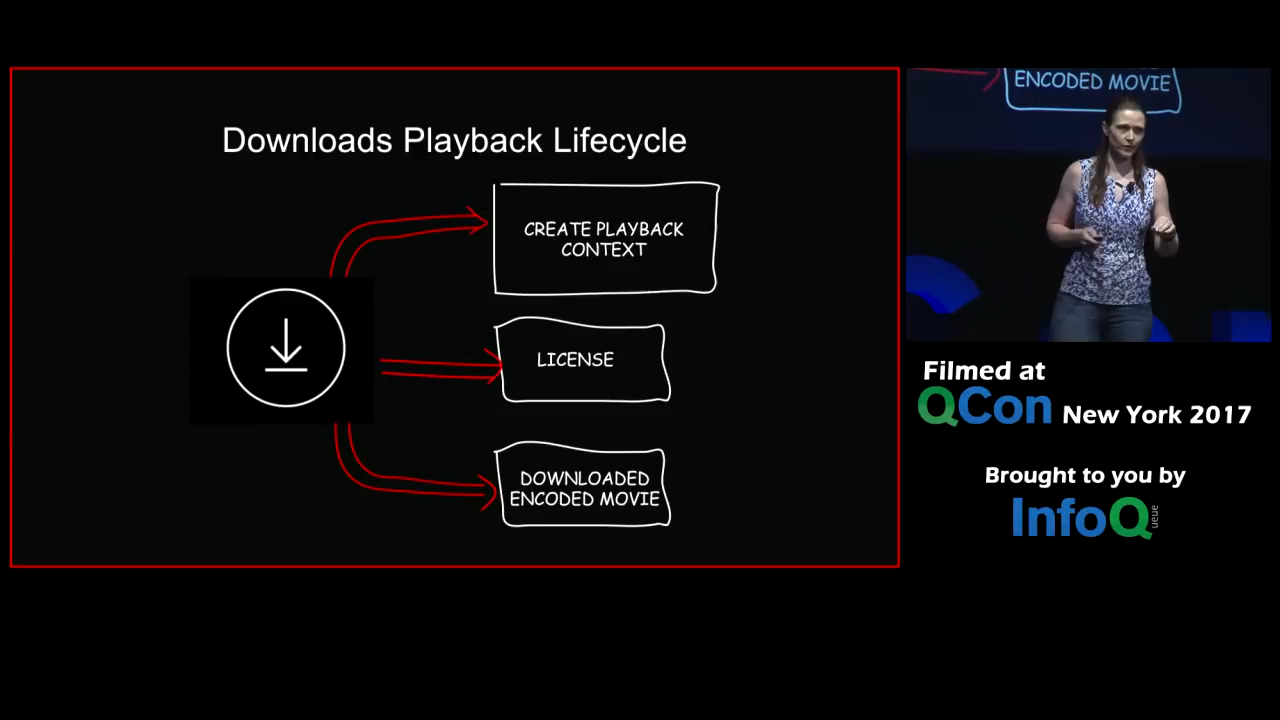 Downloads Playback Lifecycle
CREATE PLAYBACK
CONTEXT
LICENSE
DOWNLOADED
ENCODED MOVIE
ENCODED MOVIE
Filmed at
QCon New York 2017
Brought to you by
InfoQ
ueue